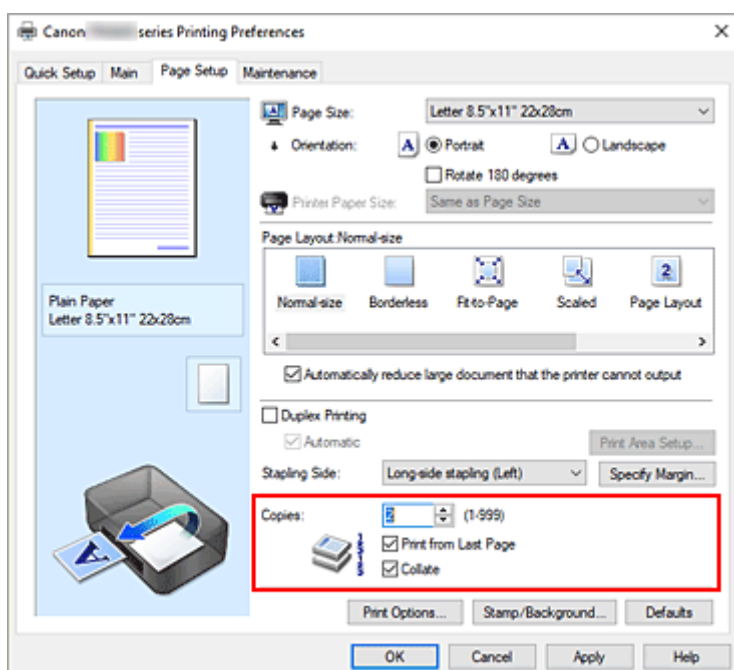 Canon series Printing Preferences
Quick Setup Main Page Setup Maintenance
Page Size: Letter 8.5"x11" 22x28cm
Orientation: A Portrait A Landscape
Rotate 180 degrees
Printer Paper Size: Same as Page Size
Page Layout:Normal-size
2
Normal-size Borderless Fit-to-Page Scaled Page Layout
Plain Paper
Letter 8.5"x11" 22x28cm
Automatically reduce large document that the printer cannot output
Duplex Printing
Automatic Print Area Setup...
Stapling Side: Long-side stapling (Left) Specify Margin...
Copies: 2 (1-999)
Print from Last Page
Collate
A
Print Options... Stamp/Background... Defaults
OK Cancel Apply Help